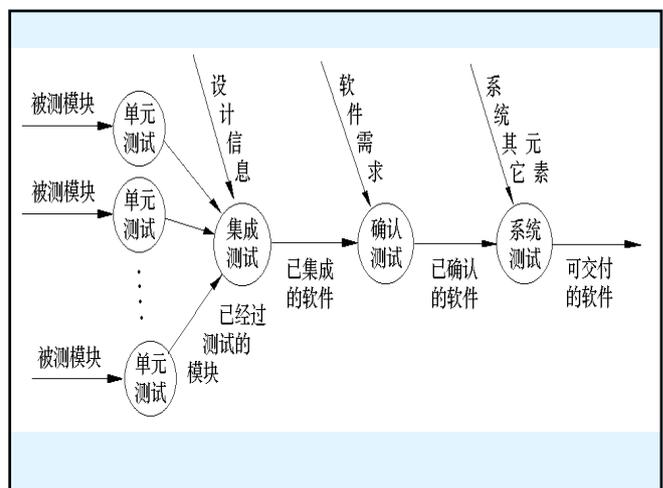 被测模块
单元
测试
被测模块
单元
测试
被测模块
单元
测试
设计信息
集成
测试
已经过
测试的
模块
已集成
的软件
软件需求
确认
测试
已确认
的软件
系统其它
元素
系统
测试
可交付
的软件